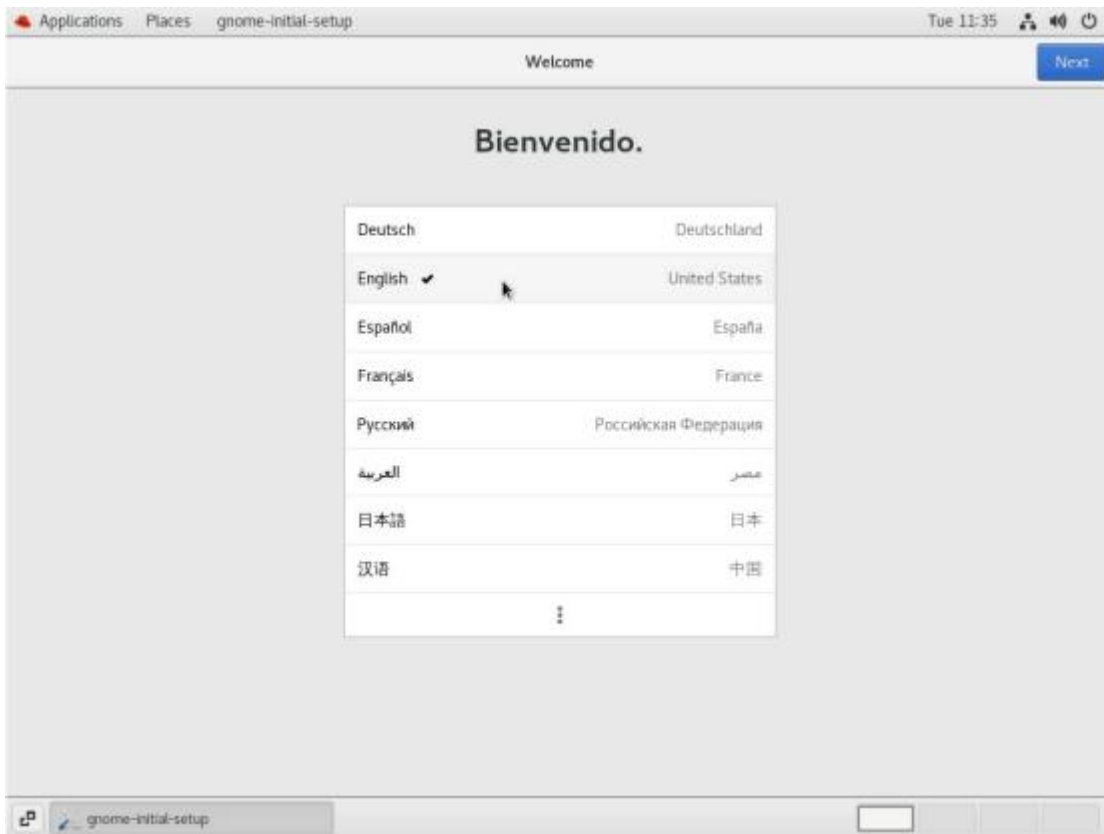 Applications Places gnome-initial-setup Tue 11:35
Welcome Next
Bienvenido.
Deutsch Deutschland
English ✔ United States
Español España
Français France
Русский Российская Федерация
العربية مصر
日本語 日本
汉语 中国
gnome-initial-setup